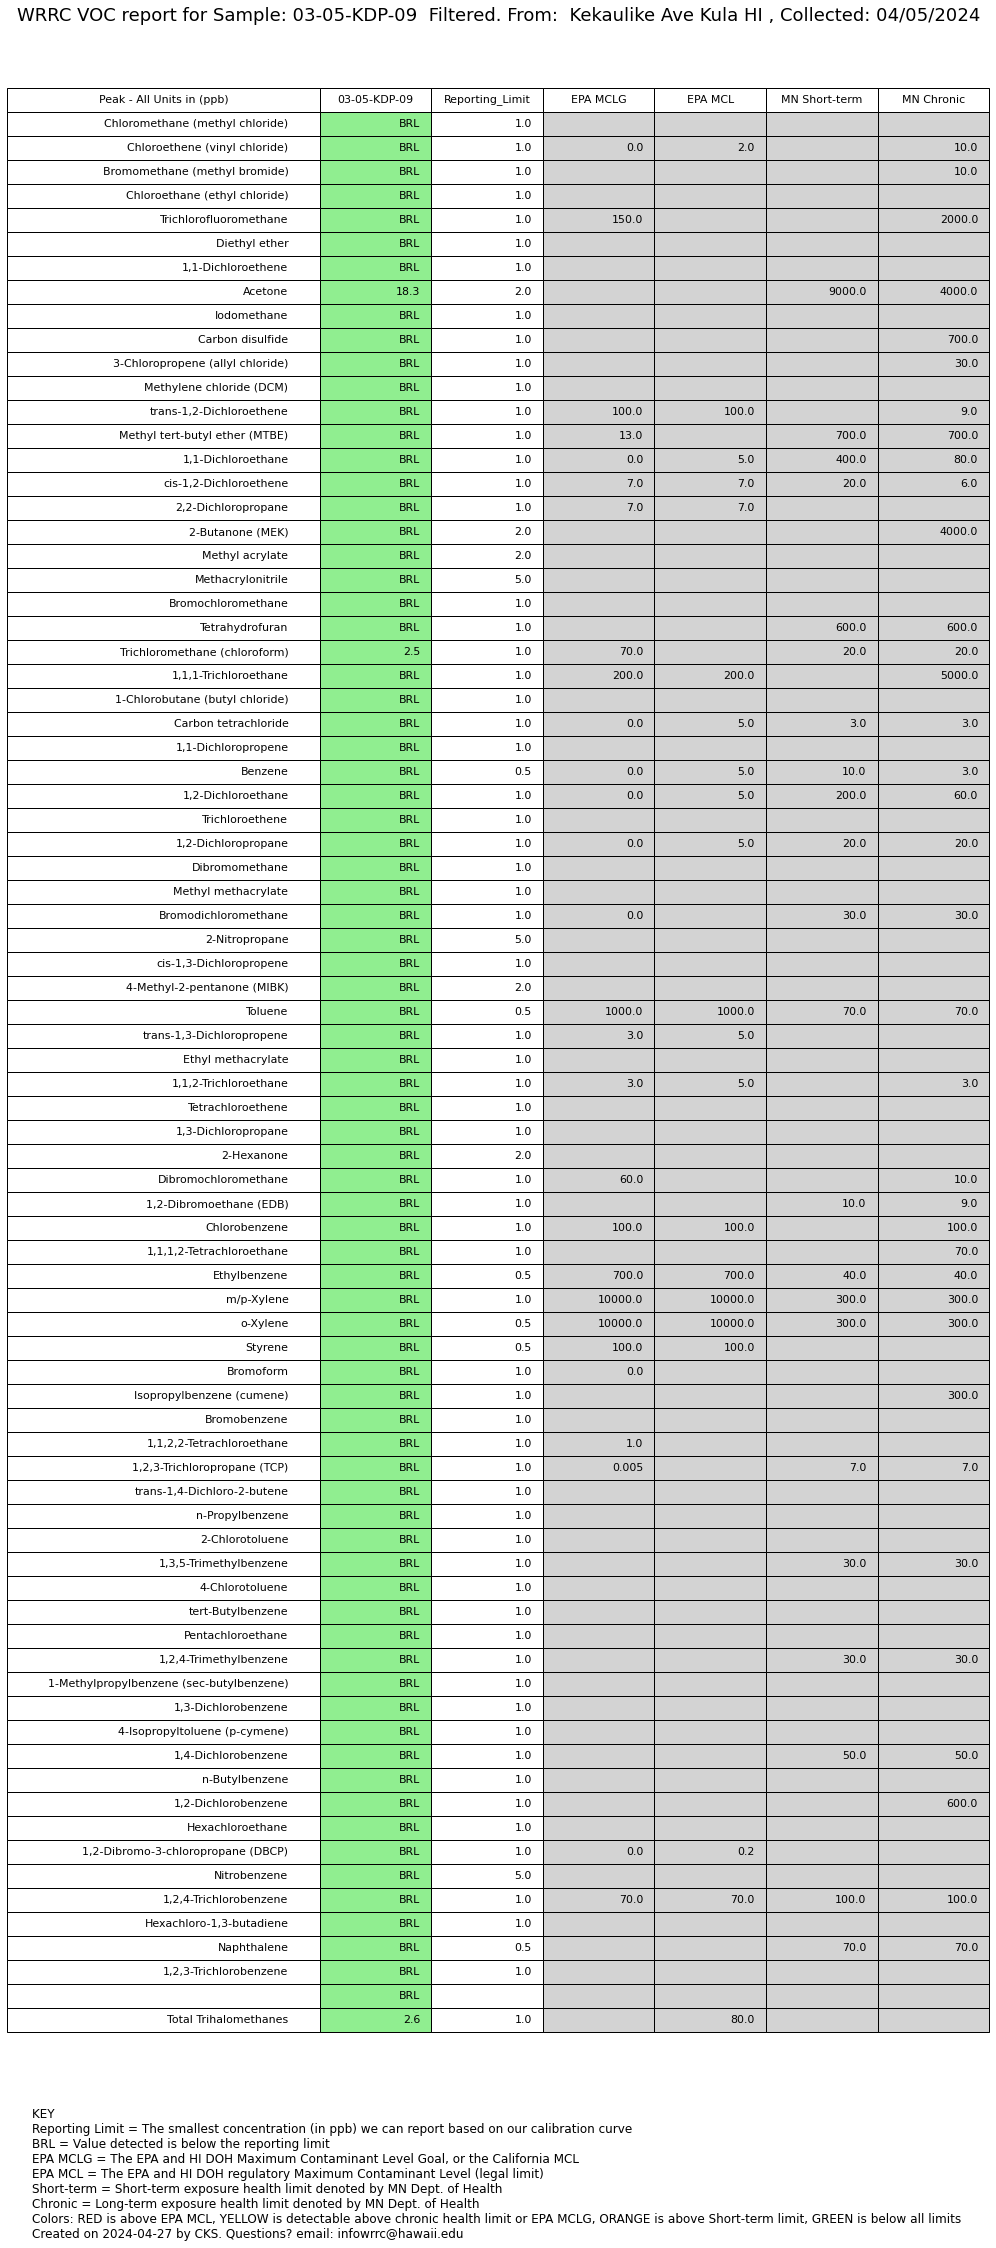 WRRC VOC report for Sample: 03-05-KDP-09  Filtered. From:  Kekaulike Ave Kula HI , Collected: 04/05/2024
Peak - All Units in (ppb) 03-05-KDP-09 Reporting_Limit EPA MCLG EPA MCL MN Short-term MN Chronic
Chloromethane (methyl chloride) BRL 1.0
Chloroethene (vinyl chloride) BRL 1.0 0.0 2.0 10.0
Bromomethane (methyl bromide) BRL 1.0 10.0
Chloroethane (ethyl chloride) BRL 1.0
Trichlorofluoromethane BRL 1.0 150.0 2000.0
Diethyl ether BRL 1.0
1,1-Dichloroethene BRL 1.0
Acetone 18.3 2.0 9000.0 4000.0
Iodomethane BRL 1.0
Carbon disulfide BRL 1.0 700.0
3-Chloropropene (allyl chloride) BRL 1.0 30.0
Methylene chloride (DCM) BRL 1.0
trans-1,2-Dichloroethene BRL 1.0 100.0 100.0 9.0
Methyl tert-butyl ether (MTBE) BRL 1.0 13.0 700.0 700.0
1,1-Dichloroethane BRL 1.0 0.0 5.0 400.0 80.0
cis-1,2-Dichloroethene BRL 1.0 7.0 7.0 20.0 6.0
2,2-Dichloropropane BRL 1.0 7.0 7.0
2-Butanone (MEK) BRL 2.0 4000.0
Methyl acrylate BRL 2.0
Methacrylonitrile BRL 5.0
Bromochloromethane BRL 1.0
Tetrahydrofuran BRL 1.0 600.0 600.0
Trichloromethane (chloroform) 2.5 1.0 70.0 20.0 20.0
1,1,1-Trichloroethane BRL 1.0 200.0 200.0 5000.0
1-Chlorobutane (butyl chloride) BRL 1.0
Carbon tetrachloride BRL 1.0 0.0 5.0 3.0 3.0
1,1-Dichloropropene BRL 1.0
Benzene BRL 0.5 0.0 5.0 10.0 3.0
1,2-Dichloroethane BRL 1.0 0.0 5.0 200.0 60.0
Trichloroethene BRL 1.0
1,2-Dichloropropane BRL 1.0 0.0 5.0 20.0 20.0
Dibromomethane BRL 1.0
Methyl methacrylate BRL 1.0
Bromodichloromethane BRL 1.0 0.0 30.0 30.0
2-Nitropropane BRL 5.0
cis-1,3-Dichloropropene BRL 1.0
4-Methyl-2-pentanone (MIBK) BRL 2.0
Toluene BRL 0.5 1000.0 1000.0 70.0 70.0
trans-1,3-Dichloropropene BRL 1.0 3.0 5.0
Ethyl methacrylate BRL 1.0
1,1,2-Trichloroethane BRL 1.0 3.0 5.0 3.0
Tetrachloroethene BRL 1.0
1,3-Dichloropropane BRL 1.0
2-Hexanone BRL 2.0
Dibromochloromethane BRL 1.0 60.0 10.0
1,2-Dibromoethane (EDB) BRL 1.0 10.0 9.0
Chlorobenzene BRL 1.0 100.0 100.0 100.0
1,1,1,2-Tetrachloroethane BRL 1.0 70.0
Ethylbenzene BRL 0.5 700.0 700.0 40.0 40.0
m/p-Xylene BRL 1.0 10000.0 10000.0 300.0 300.0
o-Xylene BRL 0.5 10000.0 10000.0 300.0 300.0
Styrene BRL 0.5 100.0 100.0
Bromoform BRL 1.0 0.0
Isopropylbenzene (cumene) BRL 1.0 300.0
Bromobenzene BRL 1.0
1,1,2,2-Tetrachloroethane BRL 1.0 1.0
1,2,3-Trichloropropane (TCP) BRL 1.0 0.005 7.0 7.0
trans-1,4-Dichloro-2-butene BRL 1.0
n-Propylbenzene BRL 1.0
2-Chlorotoluene BRL 1.0
1,3,5-Trimethylbenzene BRL 1.0 30.0 30.0
4-Chlorotoluene BRL 1.0
tert-Butylbenzene BRL 1.0
Pentachloroethane BRL 1.0
1,2,4-Trimethylbenzene BRL 1.0 30.0 30.0
1-Methylpropylbenzene (sec-butylbenzene) BRL 1.0
1,3-Dichlorobenzene BRL 1.0
4-Isopropyltoluene (p-cymene) BRL 1.0
1,4-Dichlorobenzene BRL 1.0 50.0 50.0
n-Butylbenzene BRL 1.0
1,2-Dichlorobenzene BRL 1.0 600.0
Hexachloroethane BRL 1.0
1,2-Dibromo-3-chloropropane (DBCP) BRL 1.0 0.0 0.2
Nitrobenzene BRL 5.0
1,2,4-Trichlorobenzene BRL 1.0 70.0 70.0 100.0 100.0
Hexachloro-1,3-butadiene BRL 1.0
Naphthalene BRL 0.5 70.0 70.0
1,2,3-Trichlorobenzene BRL 1.0
BRL
Total Trihalomethanes 2.6 1.0 80.0
KEY
Reporting Limit = The smallest concentration (in ppb) we can report based on our calibration curve
BRL = Value detected is below the reporting limit
EPA MCLG = The EPA and HI DOH Maximum Contaminant Level Goal, or the California MCL
EPA MCL = The EPA and HI DOH regulatory Maximum Contaminant Level (legal limit)
Short-term = Short-term exposure health limit denoted by MN Dept. of Health
Chronic = Long-term exposure health limit denoted by MN Dept. of Health
Colors: RED is above EPA MCL, YELLOW is detectable above chronic health limit or EPA MCLG, ORANGE is above Short-term limit, GREEN is below all limits
Created on 2024-04-27 by CKS. Questions? email: infowrrc@hawaii.edu